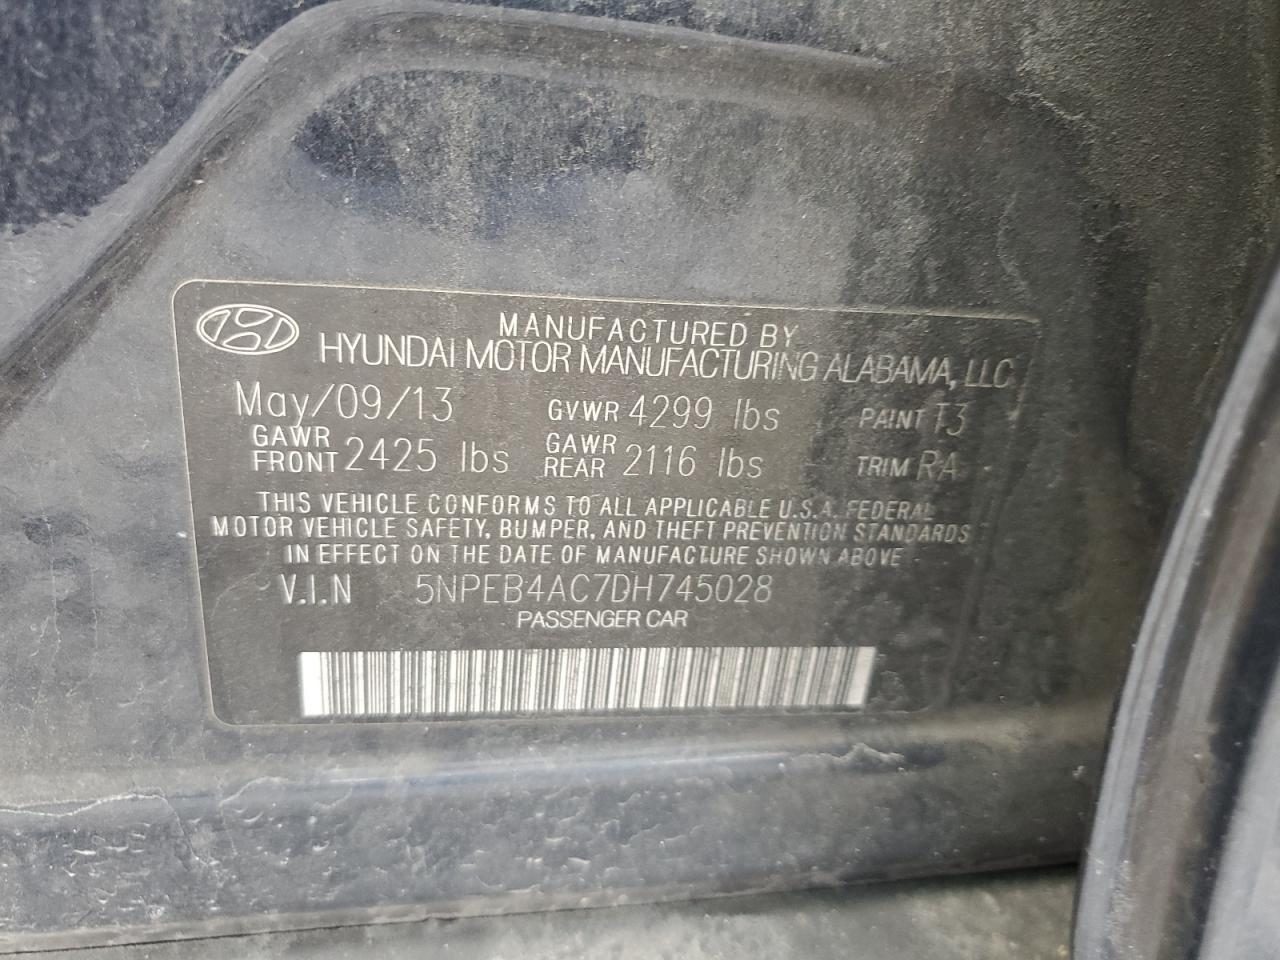 MANUFACTURED BY
HYUNDAI MOTOR MANUFACTURING ALABAMA, LLC
May/09/13 GVWR 4299 lbs PAINT T3
GAWR FRONT 2425 lbs GAWR REAR 2116 lbs TRIM RA
THIS VEHICLE CONFORMS TO ALL APPLICABLE U.S.A. FEDERAL
MOTOR VEHICLE SAFETY, BUMPER, AND THEFT PREVENTION STANDARDS
IN EFFECT ON THE DATE OF MANUFACTURE SHOWN ABOVE
V.I.N 5NPEB4AC7DH745028
PASSENGER CAR